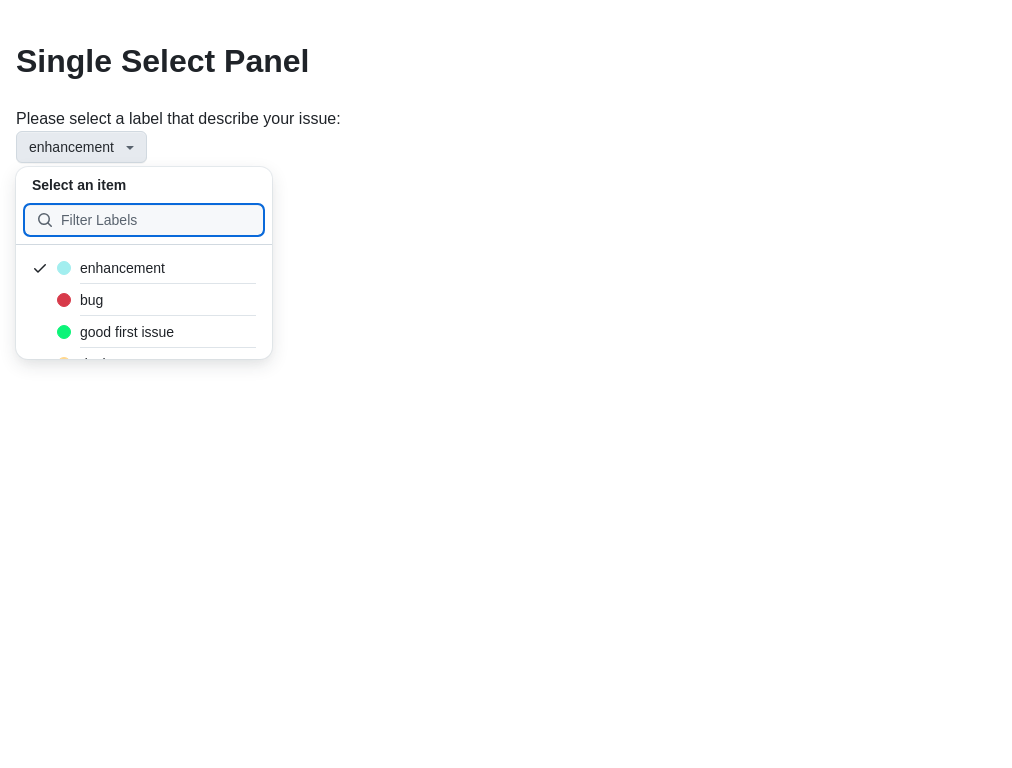 Single Select Panel
Please select a label that describe your issue:
enhancement
Select an item
Filter Labels
enhancement
bug
good first issue